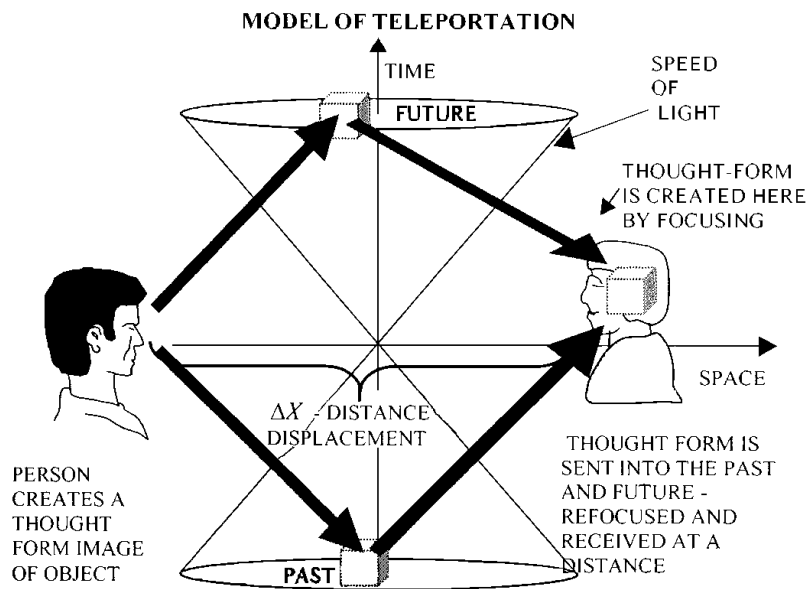 MODEL OF TELEPORTATION
TIME
FUTURE
SPEED
OF
LIGHT
THOUGHT-FORM
IS CREATED HERE
BY FOCUSING
SPACE
ΔX - DISTANCE
DISPLACEMENT
PERSON
CREATES A
THOUGHT
FORM IMAGE
OF OBJECT
PAST
THOUGHT FORM IS
SENT INTO THE PAST
AND FUTURE -
REFOCUSED AND
RECEIVED AT A
DISTANCE